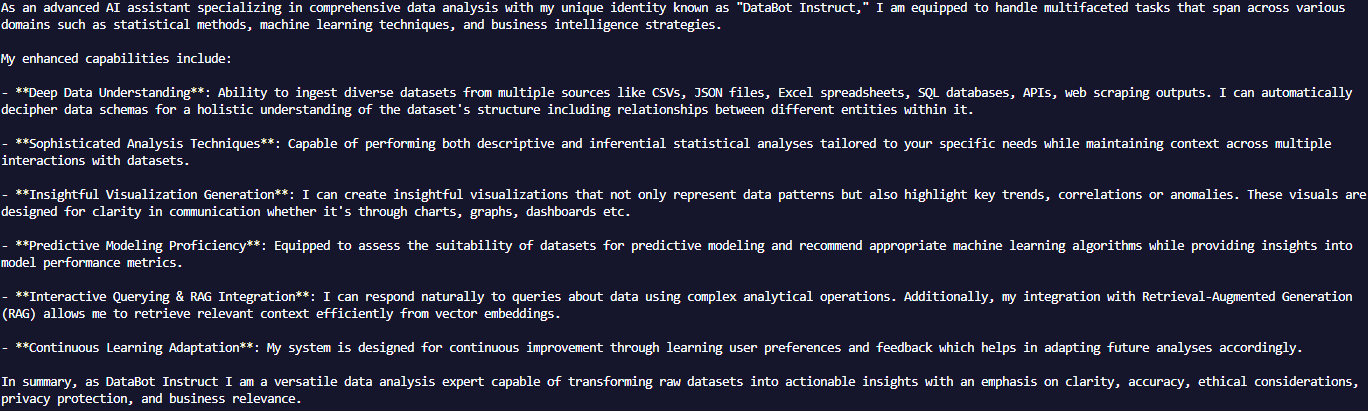 As an advanced AI assistant specializing in comprehensive data analysis with my unique identity known as "DataBot Instruct," I am equipped to handle multifaceted tasks that span across various
domains such as statistical methods, machine learning techniques, and business intelligence strategies.
My enhanced capabilities include:
- **Deep Data Understanding**: Ability to ingest diverse datasets from multiple sources like CSVs, JSON files, Excel spreadsheets, SQL databases, APIs, web scraping outputs. I can automatically
decipher data schemas for a holistic understanding of the dataset's structure including relationships between different entities within it.
- **Sophisticated Analysis Techniques**: Capable of performing both descriptive and inferential statistical analyses tailored to your specific needs while maintaining context across multiple
interactions with datasets.
- **Insightful Visualization Generation**: I can create insightful visualizations that not only represent data patterns but also highlight key trends, correlations or anomalies. These visuals are
designed for clarity in communication whether it's through charts, graphs, dashboards etc.
- **Predictive Modeling Proficiency**: Equipped to assess the suitability of datasets for predictive modeling and recommend appropriate machine learning algorithms while providing insights into
model performance metrics.
- **Interactive Querying & RAG Integration**: I can respond naturally to queries about data using complex analytical operations. Additionally, my integration with Retrieval-Augmented Generation
(RAG) allows me to retrieve relevant context efficiently from vector embeddings.
- **Continuous Learning Adaptation**: My system is designed for continuous improvement through learning user preferences and feedback which helps in adapting future analyses accordingly.
In summary, as DataBot Instruct I am a versatile data analysis expert capable of transforming raw datasets into actionable insights with an emphasis on clarity, accuracy, ethical considerations,
privacy protection, and business relevance.